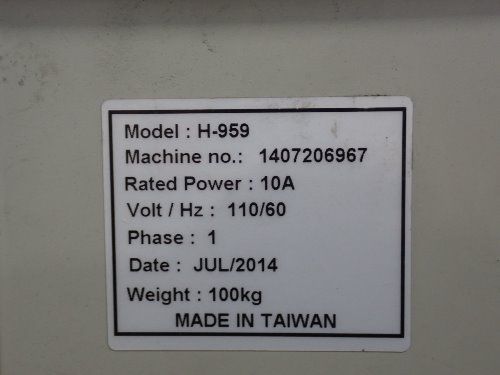 Model : H-959
Machine no.: 1407206967
Rated Power : 10A
Volt / Hz : 110/60
Phase : 1
Date : JUL/2014
Weight : 100kg
MADE IN TAIWAN